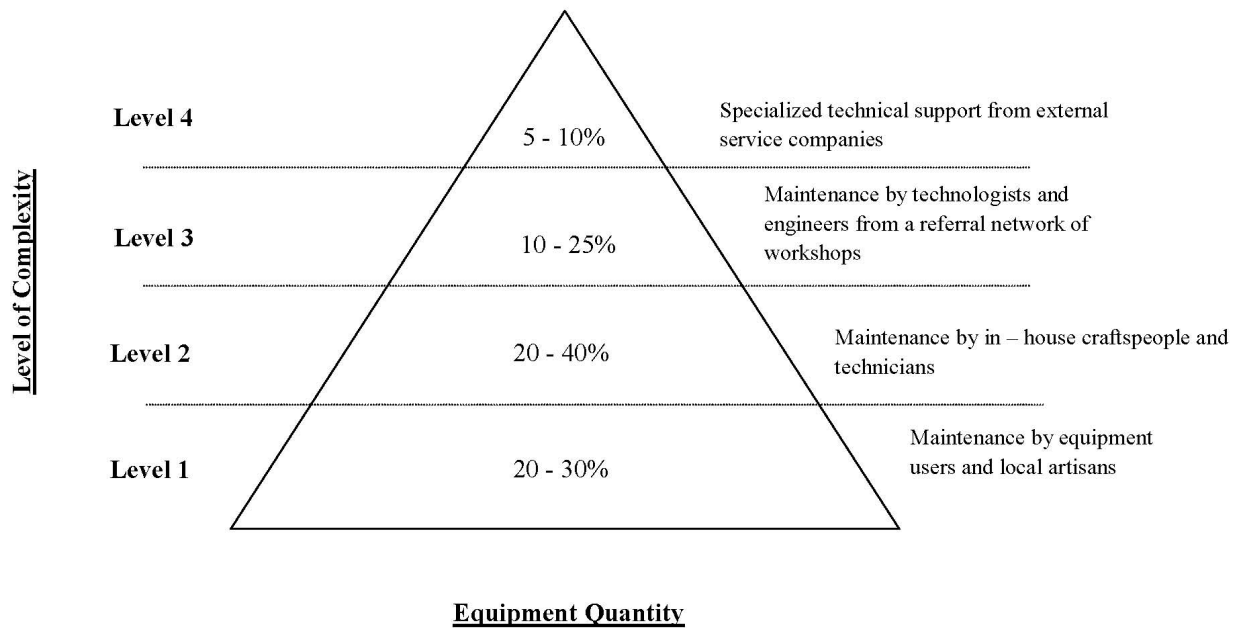 Level 4
5 - 10%
Specialized technical support from external
service companies
Level of Complexity
Level 3
10 - 25%
Maintenance by technologists and
engineers from a referral network of
workshops
Level 2
20 - 40%
Maintenance by in – house craftspeople and
technicians
Level 1
20 - 30%
Maintenance by equipment
users and local artisans
Equipment Quantity